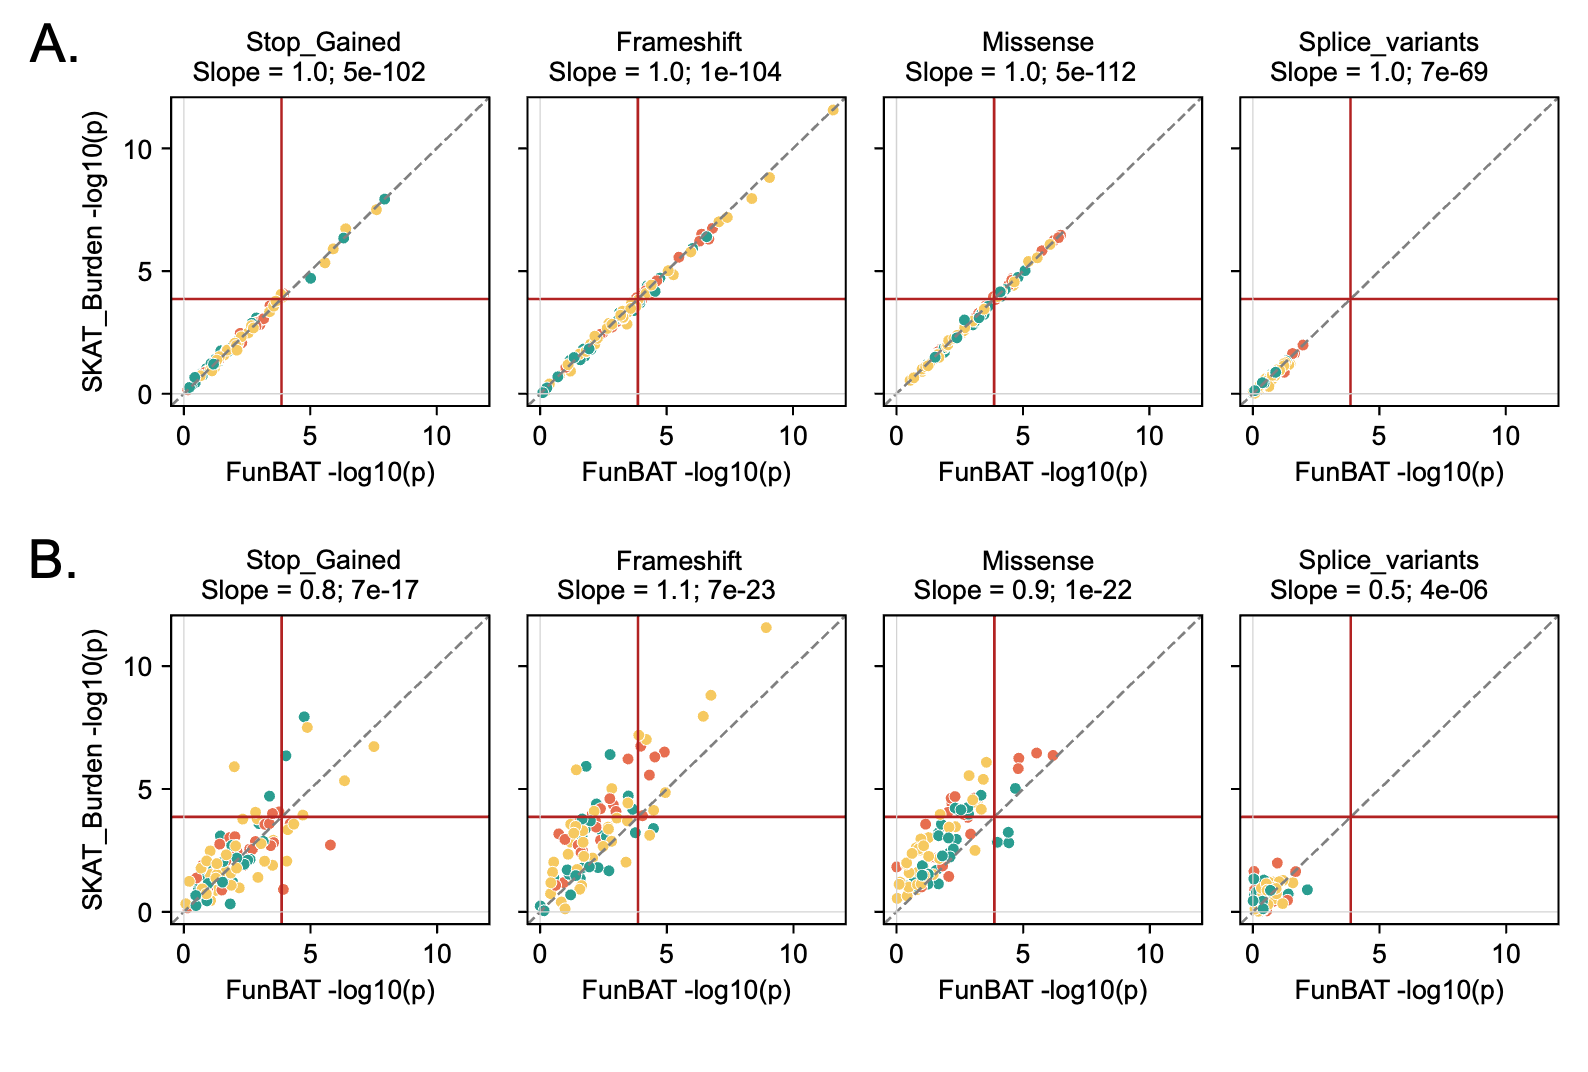 A.
Stop_Gained
Slope = 1.0; 5e-102
Frameshift
Slope = 1.0; 1e-104
Missense
Slope = 1.0; 5e-112
Splice_variants
Slope = 1.0; 7e-69
SKAT_Burden -log10(p)
10
5
0
0 5 10
0 5 10
0 5 10
0 5 10
FunBAT -log10(p)
FunBAT -log10(p)
FunBAT -log10(p)
FunBAT -log10(p)
B.
Stop_Gained
Slope = 0.8; 7e-17
Frameshift
Slope = 1.1; 7e-23
Missense
Slope = 0.9; 1e-22
Splice_variants
Slope = 0.5; 4e-06
SKAT_Burden -log10(p)
10
5
0
0 5 10
0 5 10
0 5 10
0 5 10
FunBAT -log10(p)
FunBAT -log10(p)
FunBAT -log10(p)
FunBAT -log10(p)